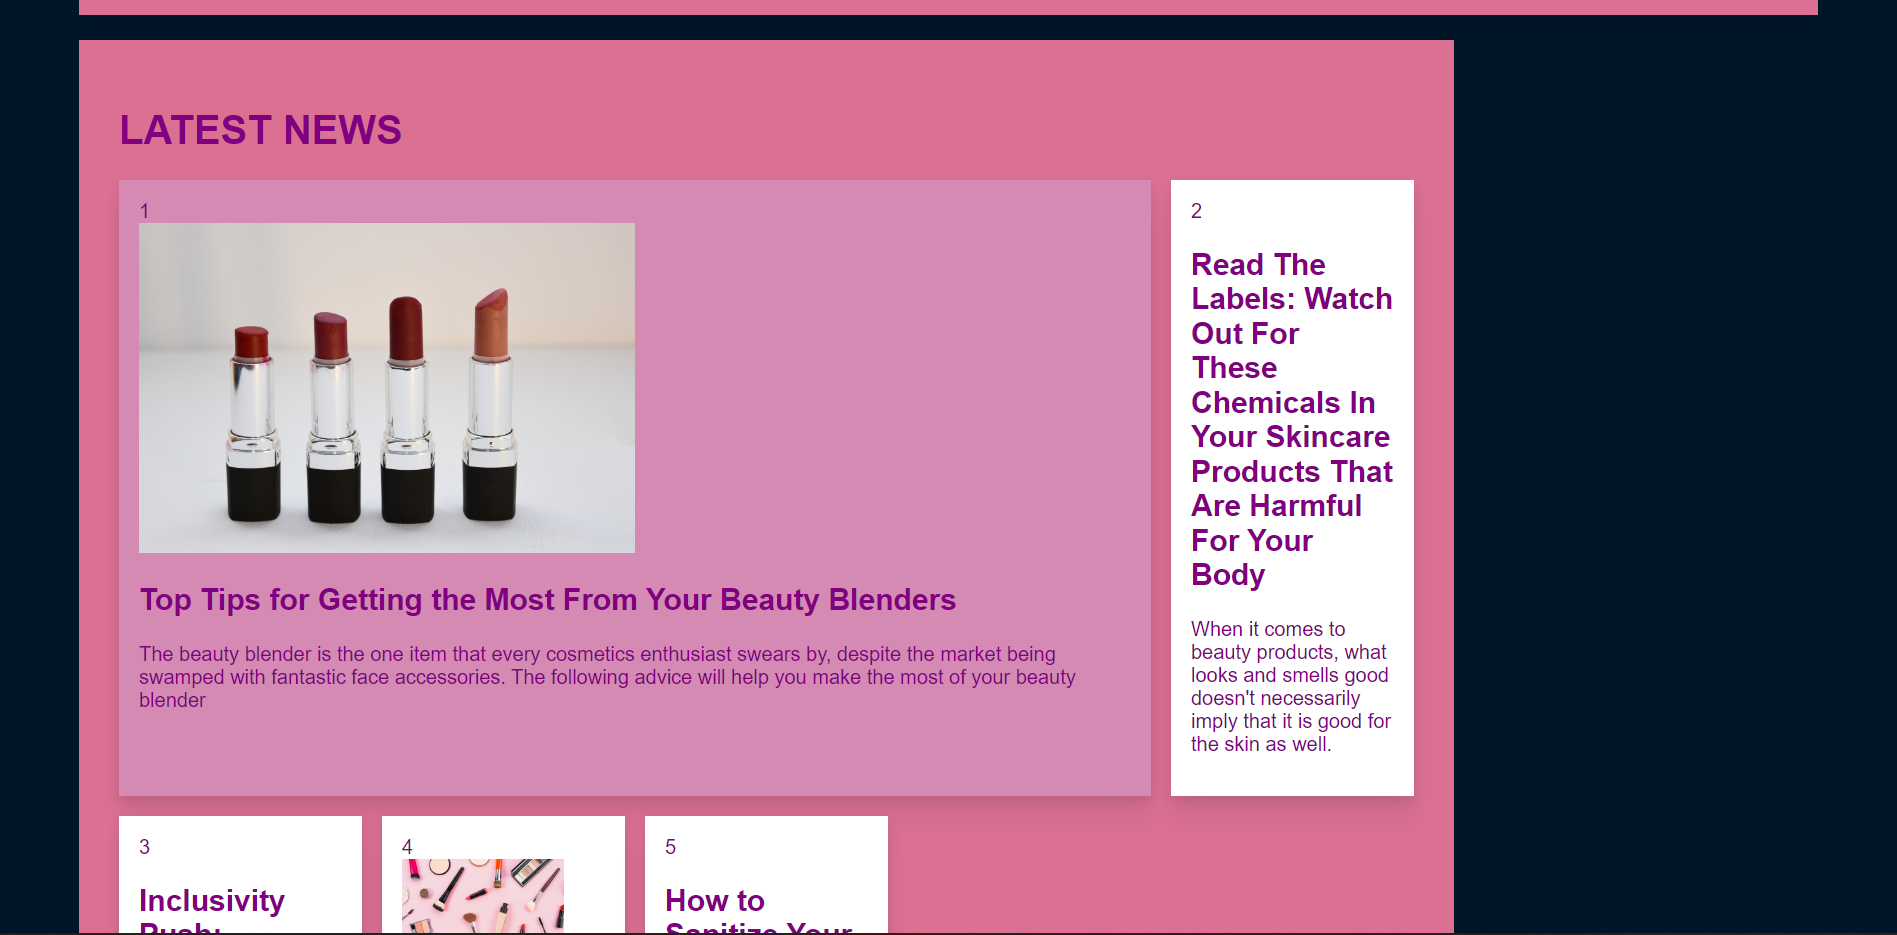 LATEST NEWS
1
Top Tips for Getting the Most From Your Beauty Blenders
The beauty blender is the one item that every cosmetics enthusiast swears by, despite the market being
swamped with fantastic face accessories. The following advice will help you make the most of your beauty
blender
2
Read The
Labels: Watch
Out For
These
Chemicals In
Your Skincare
Products That
Are Harmful
For Your
Body
When it comes to
beauty products, what
looks and smells good
doesn't necessarily
imply that it is good for
the skin as well.
3
Inclusivity
Push:
4
5
How to
Sanitize Your